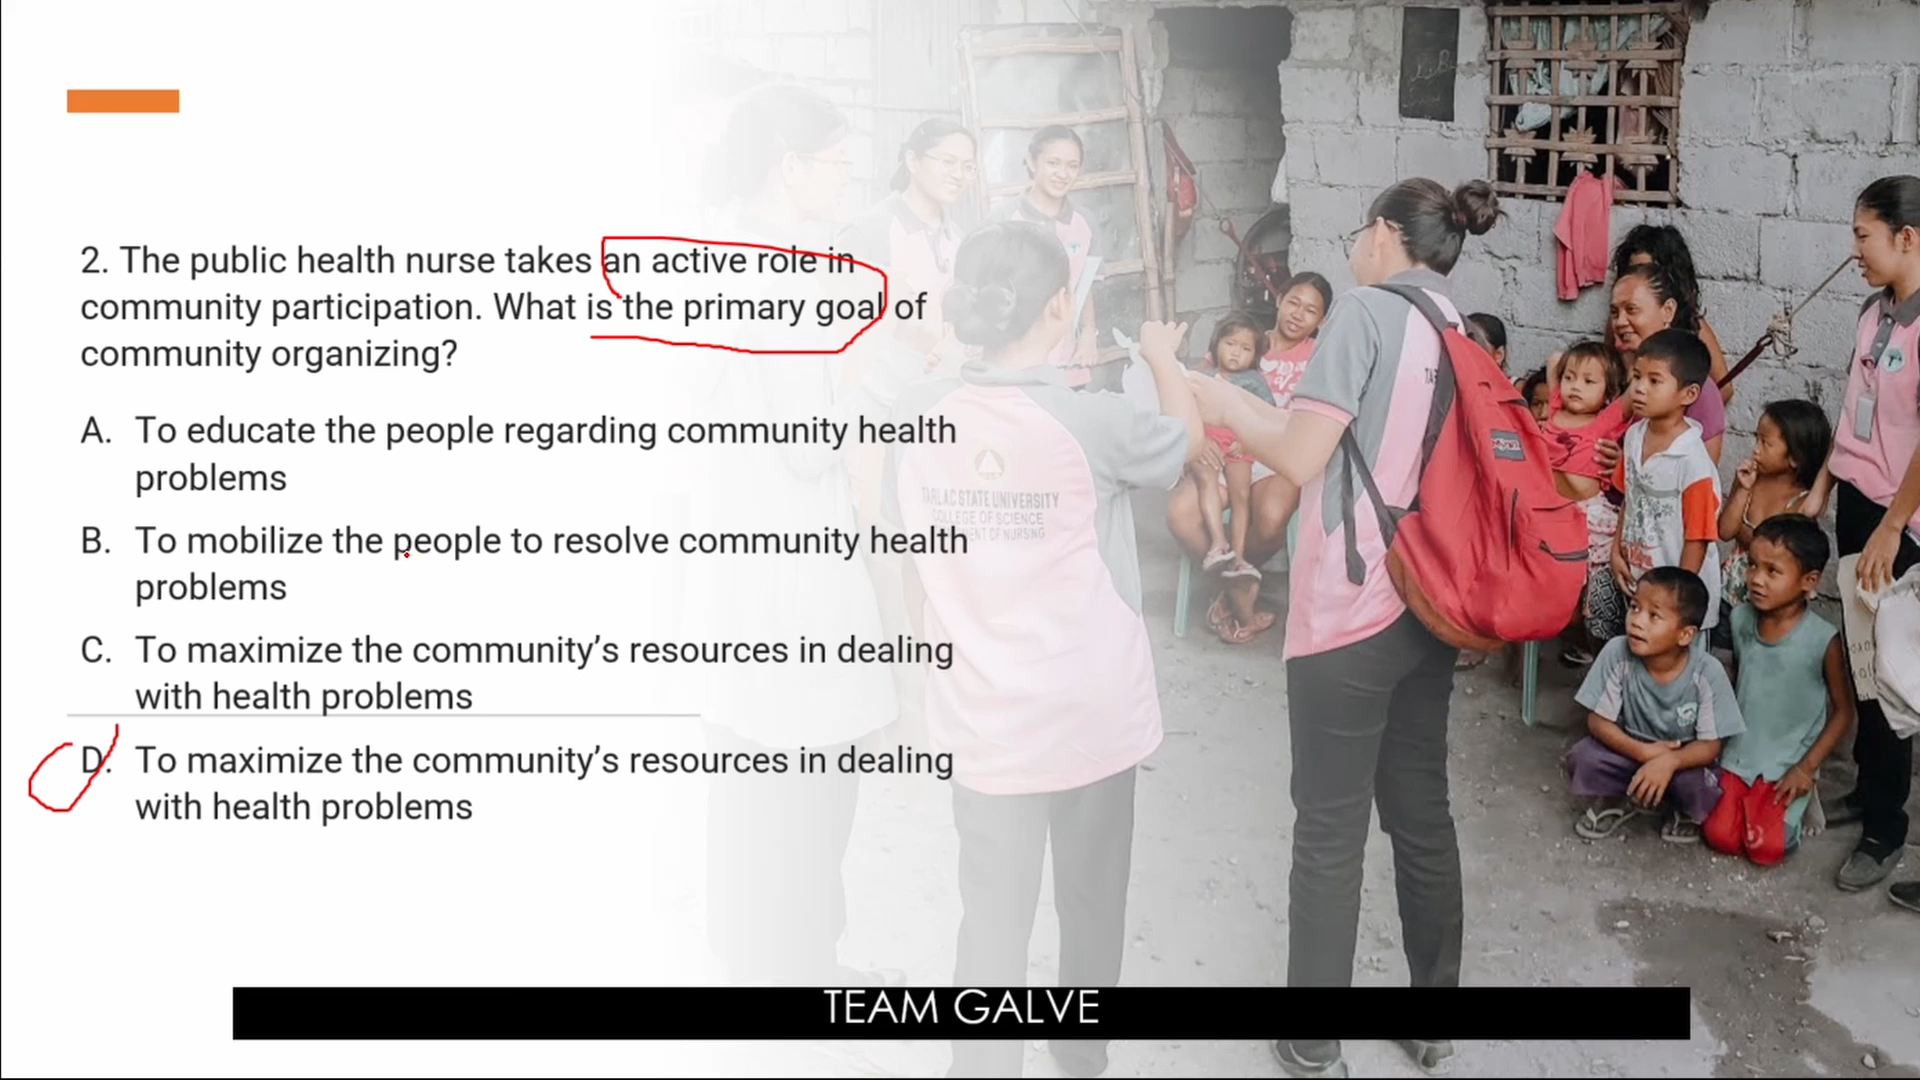 2. The public health nurse takes an active role in
community participation. What is the primary goal of
community organizing?
A. To educate the people regarding community health
problems
B. To mobilize the people to resolve community health
problems
C. To maximize the community’s resources in dealing
with health problems
D. To maximize the community’s resources in dealing
with health problems
TARLAC STATE UNIVERSITY
COLLEGE OF SCIENCE
OF NURSING
TEAM GALVE